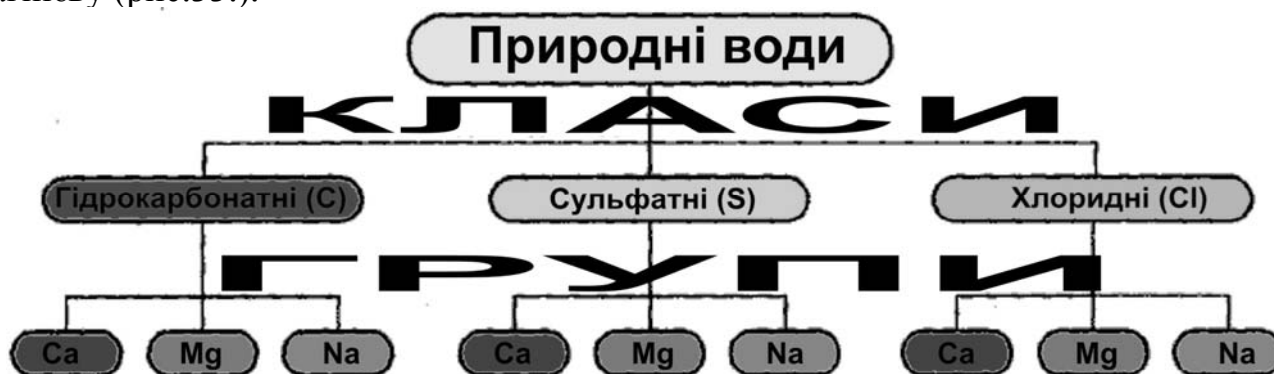 Природні води
КЛАСИ
Гідрокарбонатні (С) Сульфатні (S) Хлоридні (Cl)
ГРУПИ
Ca Mg Na Ca Mg Na Ca Mg Na